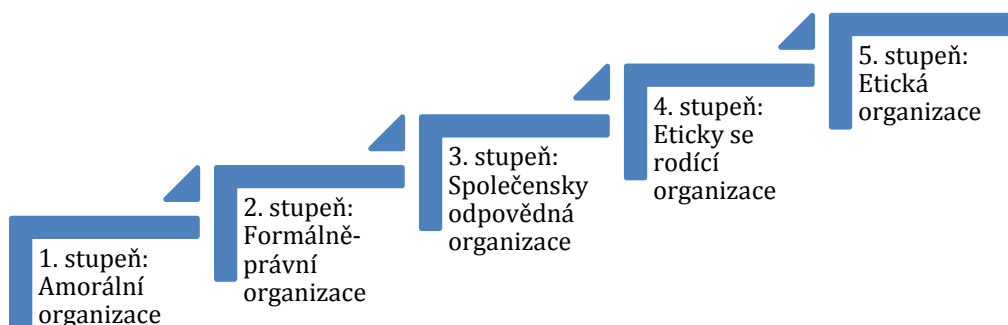 1. stupeň:
Amorální
organizace
2. stupeň:
Formálně-
právní
organizace
3. stupeň:
Společensky
odpovědná
organizace
4. stupeň:
Eticky se
rodící
organizace
5. stupeň:
Etická
organizace